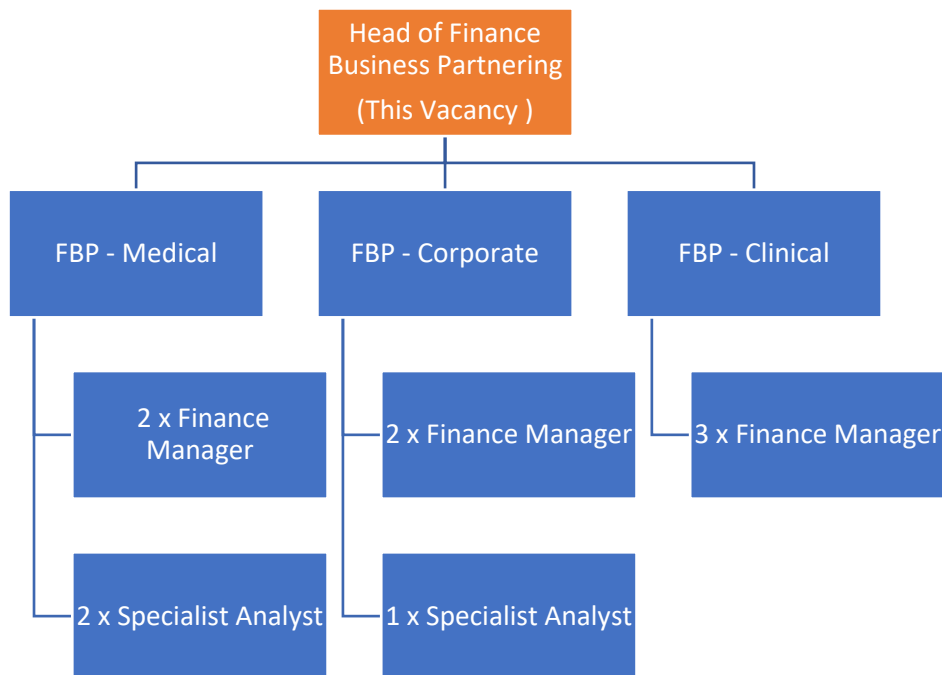 Head of Finance
Business Partnering
(This Vacancy )
FBP - Medical
FBP - Corporate
FBP - Clinical
2 x Finance
Manager
2 x Finance Manager
3 x Finance Manager
2 x Specialist Analyst
1 x Specialist Analyst